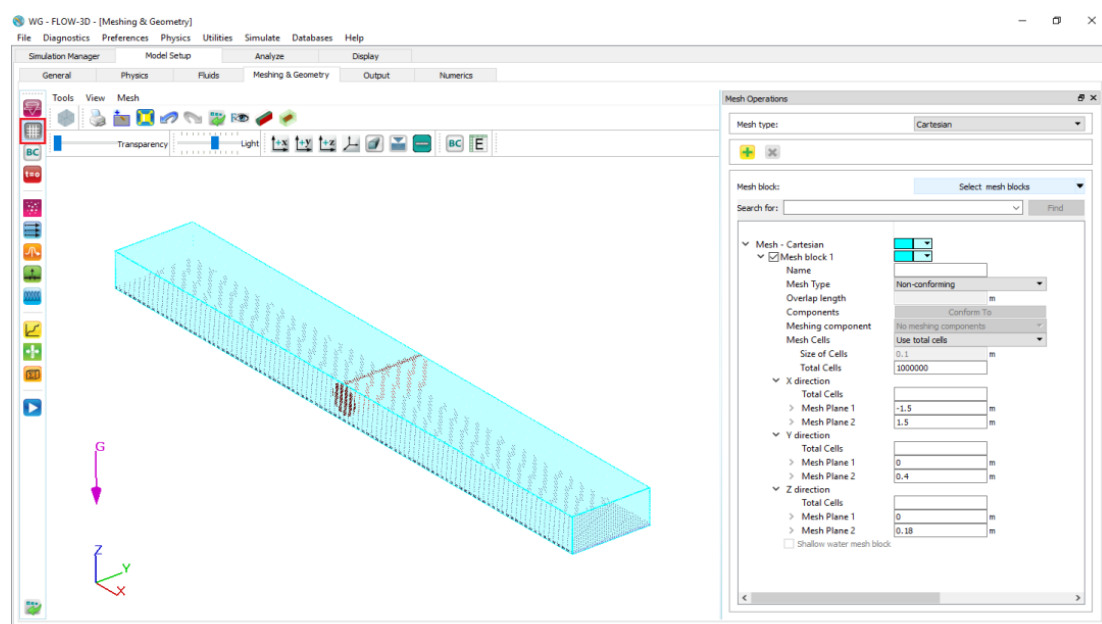 WG - FLOW-3D - [Meshing & Geometry]
File Diagnostics Preferences Physics Utilities Simulate Databases Help
Simulation Manager Model Setup Analyze Display
General Physics Fluids Meshing & Geometry Output Numerics
Tools View Mesh
Transparency Light +x +y +z BC E
BC
t=0
G
Z
Y
X
Mesh Operations
Mesh type: Cartesian
Mesh block: Select mesh blocks
Search for: Find
Mesh - Cartesian
Mesh block 1
Name
Mesh Type Non-conforming
Overlap length m
Components Conform To
Meshing component No meshing components
Mesh Cells Use total cells
Size of Cells 0.1 m
Total Cells 1000000
X direction
Total Cells
Mesh Plane 1 -1.5 m
Mesh Plane 2 1.5 m
Y direction
Total Cells
Mesh Plane 1 0 m
Mesh Plane 2 0.4 m
Z direction
Total Cells
Mesh Plane 1 0 m
Mesh Plane 2 0.18 m
Shallow water mesh block